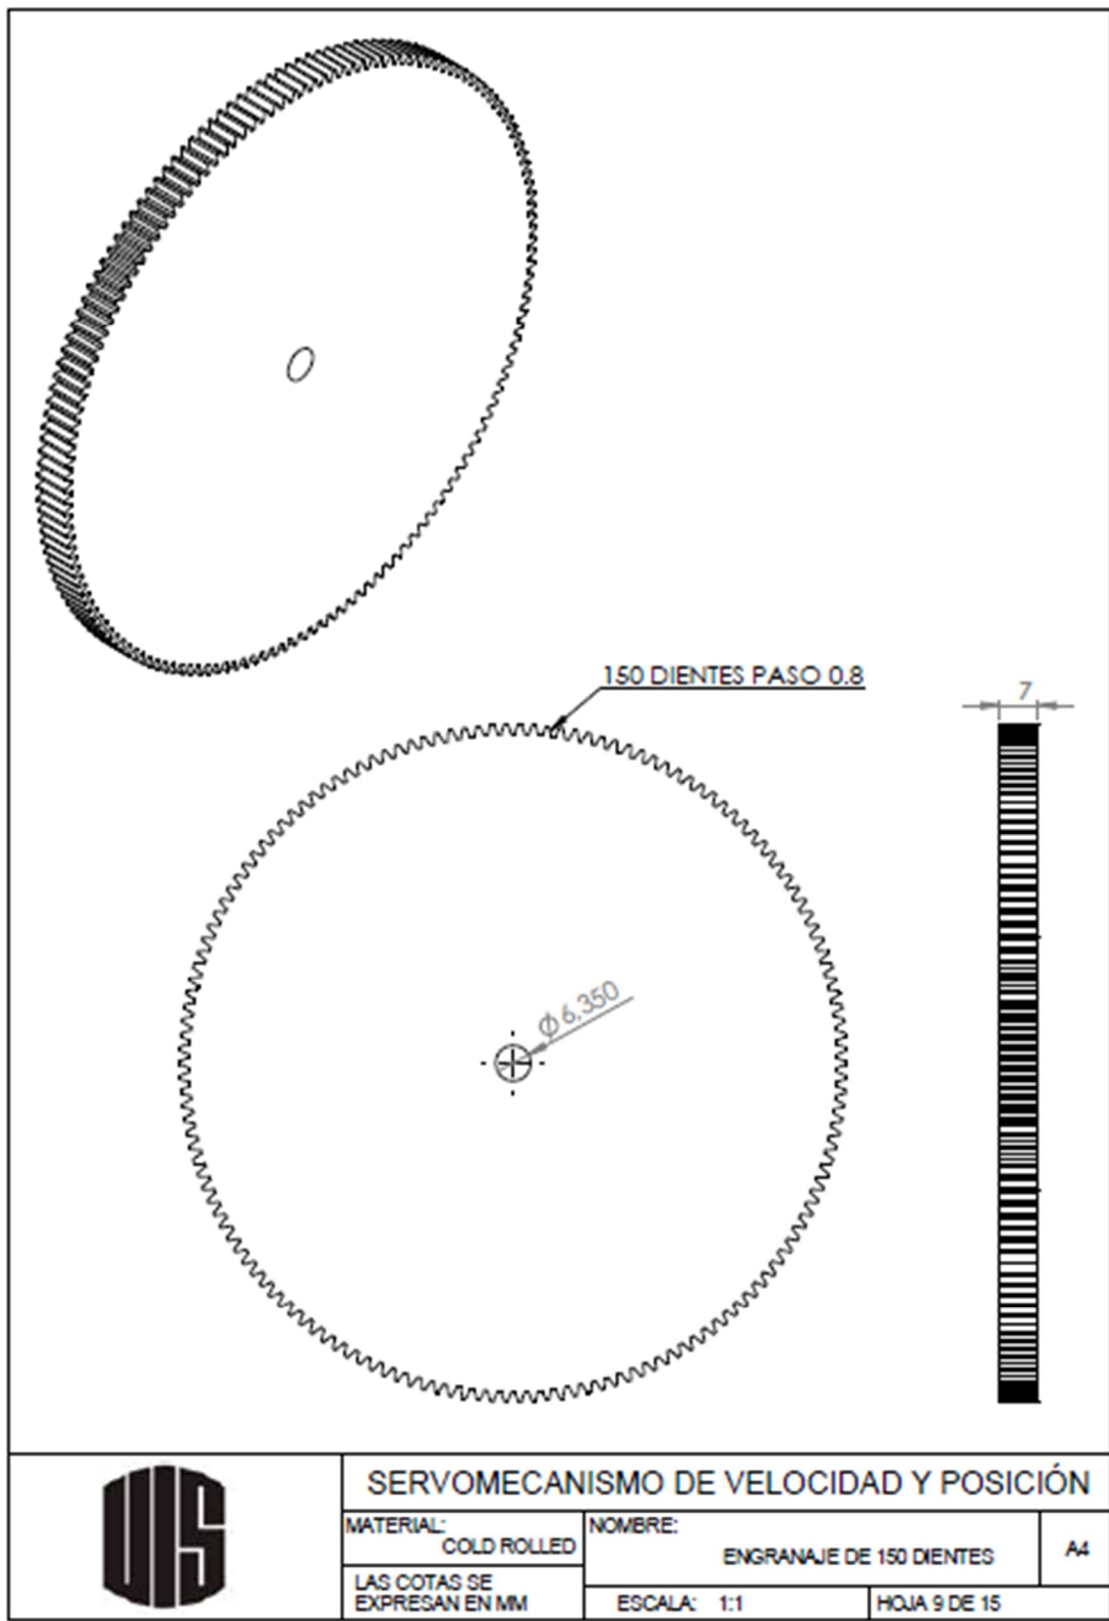 150 DIENTES PASO 0.8
7
Φ 6,350
UIS
SERVOMECANISMO DE VELOCIDAD Y POSICIÓN
MATERIAL:
COLD ROLLED
NOMBRE:
ENGRANAJE DE 150 DIENTES
A4
LAS COTAS SE
EXPRESAN EN MM
ESCALA: 1:1
HOJA 9 DE 15